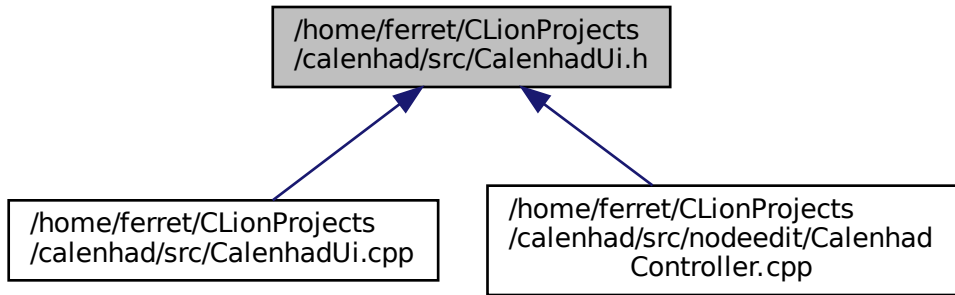 /home/ferret/CLionProjects
/calenhad/src/CalenhadUi.h
/home/ferret/CLionProjects
/calenhad/src/CalenhadUi.cpp
/home/ferret/CLionProjects
/calenhad/src/nodeedit/Calenhad
Controller.cpp